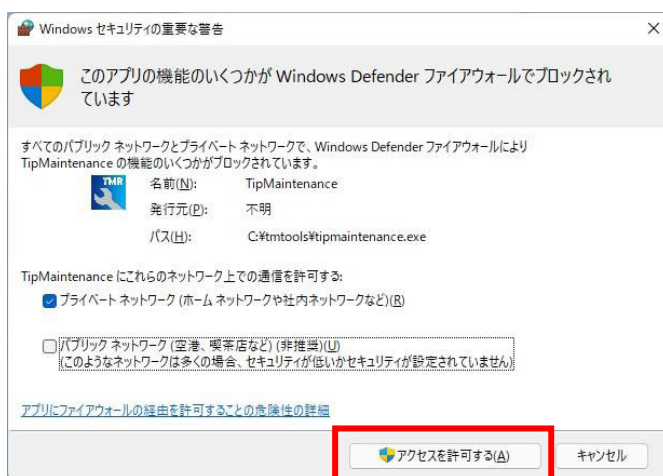 Windows セキュリティの重要な警告
このアプリの機能のいくつかが Windows Defender ファイアウォールでブロックされ
ています
すべてのパブリック ネットワークとプライベート ネットワークで、Windows Defender ファイアウォールにより
TipMaintenance の機能のいくつかがブロックされています。
TMR
名前(N): TipMaintenance
発行元(P): 不明
パス(H): C:¥tmtools¥tipmaintenance.exe
TipMaintenance にこれらのネットワーク上での通信を許可する:
プライベート ネットワーク (ホーム ネットワークや社内ネットワークなど)(R)
パブリック ネットワーク (空港、喫茶店など) (非推奨)(U)
(このようなネットワークは多くの場合、セキュリティが低いかセキュリティが設定されていません)
アプリにファイアウォールの経由を許可することの危険性の詳細
アクセスを許可する(A) キャンセル